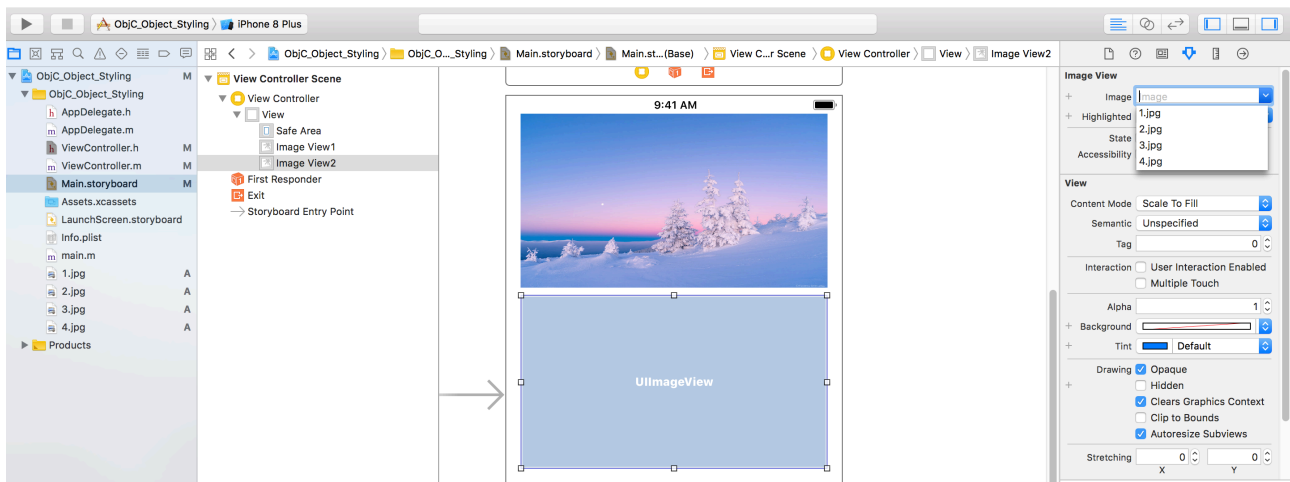 ObjC_Object_Styling
iPhone 8 Plus
ObjC_Object_Styling
ObjC_O..._Styling
Main.storyboard
Main.st...(Base)
View C...r Scene
View Controller
View
Image View2
ObjC_Object_Styling M
ObjC_Object_Styling
h AppDelegate.h
m AppDelegate.m
h ViewController.h M
m ViewController.m M
Main.storyboard M
Assets.xcassets
LaunchScreen.storyboard
Info.plist
m main.m
1.jpg A
2.jpg A
3.jpg A
4.jpg A
Products
View Controller Scene
View Controller
View
Safe Area
Image View1
Image View2
First Responder
Exit
Storyboard Entry Point
9:41 AM
UIImageView
Image View
Image Image
1.jpg
2.jpg
3.jpg
4.jpg
Highlighted
State
Accessibility
View
Content Mode Scale To Fill
Semantic Unspecified
Tag 0
Interaction User Interaction Enabled
Multiple Touch
Alpha 1
Background
Tint Default
Drawing Opaque
Hidden
Clears Graphics Context
Clip to Bounds
Autoresize Subviews
Stretching 0 0
X Y